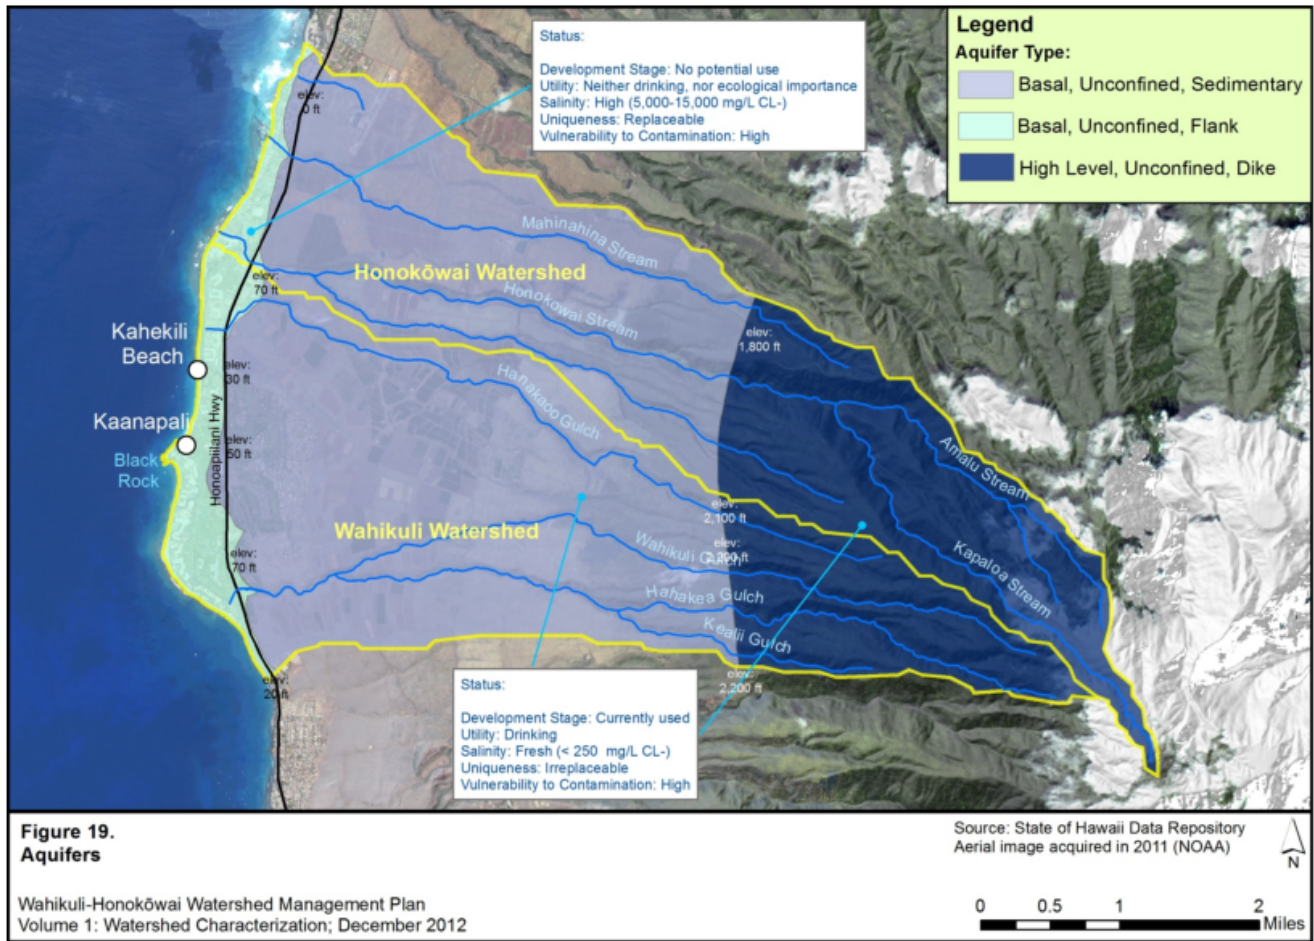 Legend
Aquifer Type:
Basal, Unconfined, Sedimentary
Basal, Unconfined, Flank
High Level, Unconfined, Dike
Status:
Development Stage: No potential use
Utility: Neither drinking, nor ecological importance
Salinity: High (5,000-15,000 mg/L CL-)
Uniqueness: Replaceable
Vulnerability to Contamination: High
elev:
0 ft
Mahinahina Stream
Honokōwai Watershed
elev:
70 ft
Honokowai Stream
elev:
1,800 ft
Kahekili
Beach
elev:
30 ft
Hanakaoo Gulch
Kaanapali
Honoapiilani Hwy
elev:
50 ft
Black
Rock
Amalu Stream
elev:
2,100 ft
Wahikuli Watershed
elev:
2,200 ft
Wahikuli Gulch
Kapaloa Stream
elev:
70 ft
Hahakea Gulch
Kealii Gulch
elev:
20 ft
elev:
2,200 ft
Status:
Development Stage: Currently used
Utility: Drinking
Salinity: Fresh (< 250 mg/L CL-)
Uniqueness: Irreplaceable
Vulnerability to Contamination: High
Figure 19.
Aquifers
Wahikuli-Honokōwai Watershed Management Plan
Volume 1: Watershed Characterization; December 2012
Source: State of Hawaii Data Repository
Aerial image acquired in 2011 (NOAA)
N
0 0.5 1 2
Miles